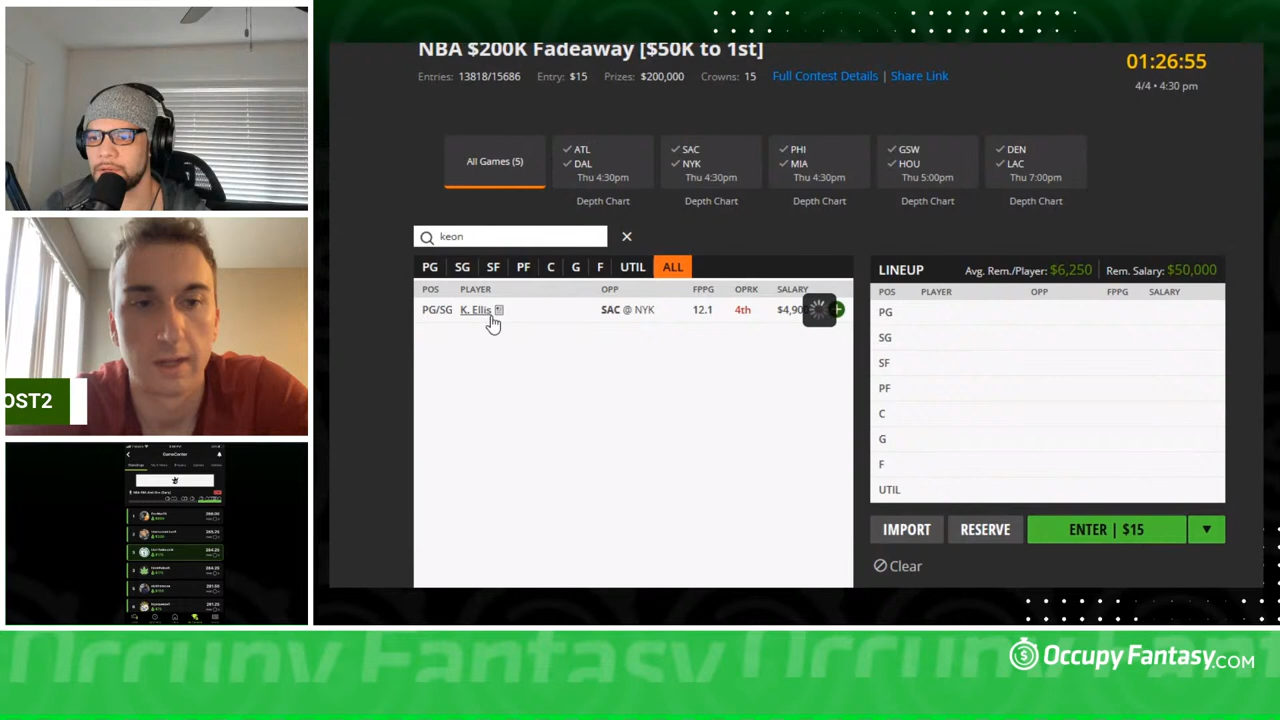 NBA $200K Fadeaway [$50K to 1st]
Entries: 13818/15686 Entry: $15 Prizes: $200,000 Crowns: 15 Full Contest Details | Share Link
01:26:55
4/4 • 4:30 pm
All Games (5)
ATL
DAL
Thu 4:30pm
Depth Chart
SAC
NYK
Thu 4:30pm
Depth Chart
PHI
MIA
Thu 4:30pm
Depth Chart
GSW
HOU
Thu 5:00pm
Depth Chart
DEN
LAC
Thu 7:00pm
Depth Chart
keon
PG SG SF PF C G F UTIL ALL
POS PLAYER OPP FPPG OPRK SALARY
PG/SG K. Ellis SAC @ NYK 12.1 4th $4,90
LINEUP Avg. Rem./Player: $6,250 Rem. Salary: $50,000
POS PLAYER OPP FPPG SALARY
PG
SG
SF
PF
C
G
F
UTIL
IMPORT RESERVE ENTER | $15
Clear
OST2
GameCenter
Occupy Fantasy.COM